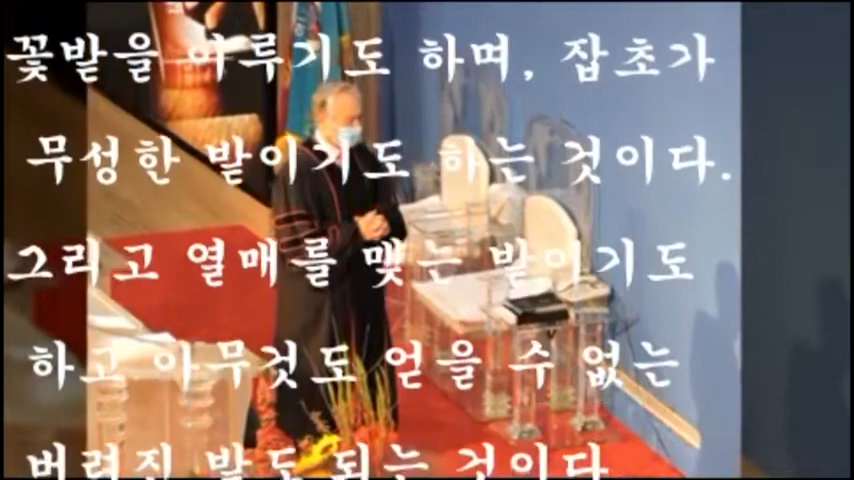 꽃밭을 이루기도 하며, 잡초가
무성한 밭이기도 하는 것이다.
그리고 열매를 맺는 밭이기도
하고 아무것도 얻을 수 없는
버려진 밭도 되는 것이다